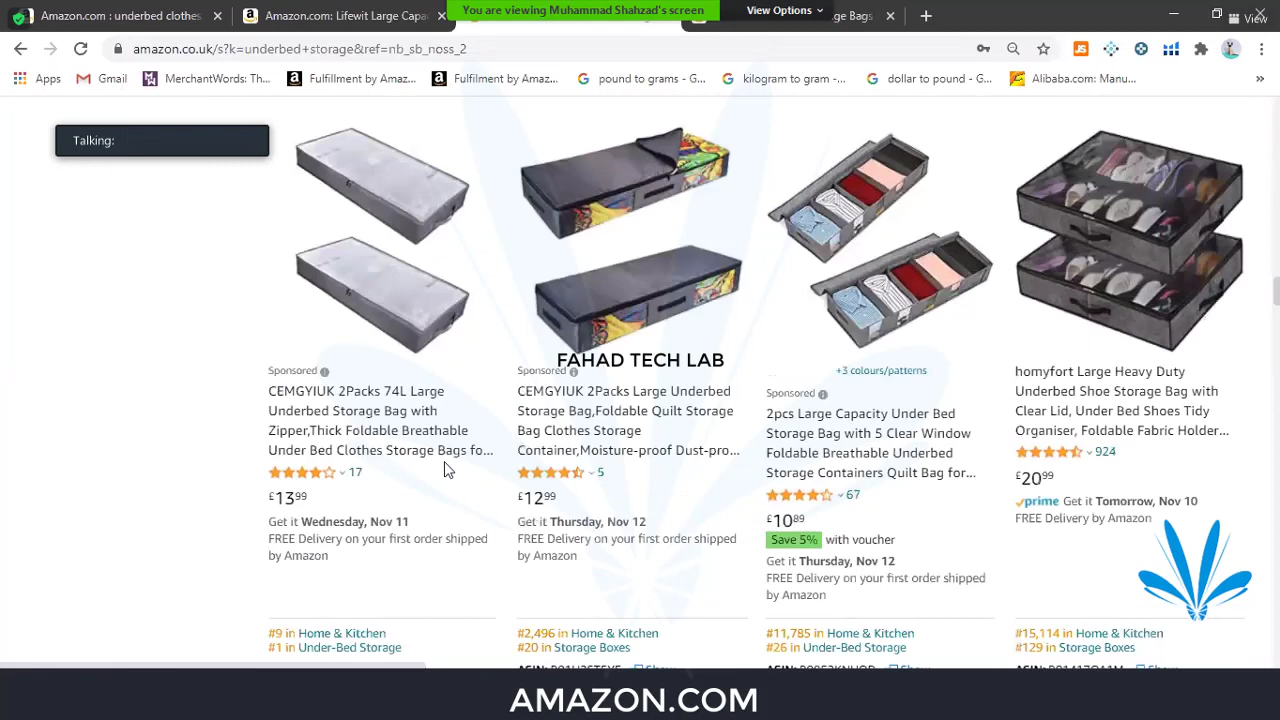 Amazon.com : underbed clothes
Amazon.com: Lifewit Large Capa
You are viewing Muhammad Shahzad's screen
View Options
Bags
View
amazon.co.uk/s?k=underbed+storage&ref=nb_sb_noss_2
Apps
Gmail
MerchantWords: Th...
Fulfillment by Amaz...
Fulfilment by Amaz...
pound to grams - G...
kilogram to gram -...
dollar to pound - G...
Alibaba.com: Manu...
Talking:
FAHAD TECH LAB
Sponsored
CEMGYIUK 2Packs 74L Large
Underbed Storage Bag with
Zipper,Thick Foldable Breathable
Under Bed Clothes Storage Bags fo...
17
£13.99
Get it Wednesday, Nov 11
FREE Delivery on your first order shipped
by Amazon
#9 in Home & Kitchen
#1 in Under-Bed Storage
Sponsored
CEMGYIUK 2Packs Large Underbed
Storage Bag,Foldable Quilt Storage
Bag Clothes Storage
Container,Moisture-proof Dust-pro...
5
£12.99
Get it Thursday, Nov 12
FREE Delivery on your first order shipped
by Amazon
#2,496 in Home & Kitchen
#20 in Storage Boxes
+3 colours/patterns
Sponsored
2pcs Large Capacity Under Bed
Storage Bag with 5 Clear Window
Foldable Breathable Underbed
Storage Containers Quilt Bag for...
67
£10.89
Save 5% with voucher
Get it Thursday, Nov 12
FREE Delivery on your first order shipped
by Amazon
#11,785 in Home & Kitchen
#26 in Under-Bed Storage
homyfort Large Heavy Duty
Underbed Shoe Storage Bag with
Clear Lid, Under Bed Shoes Tidy
Organiser, Foldable Fabric Holder...
924
£20.99
prime Get it Tomorrow, Nov 10
FREE Delivery by Amazon
#15,114 in Home & Kitchen
#129 in Storage Boxes
AMAZON.COM